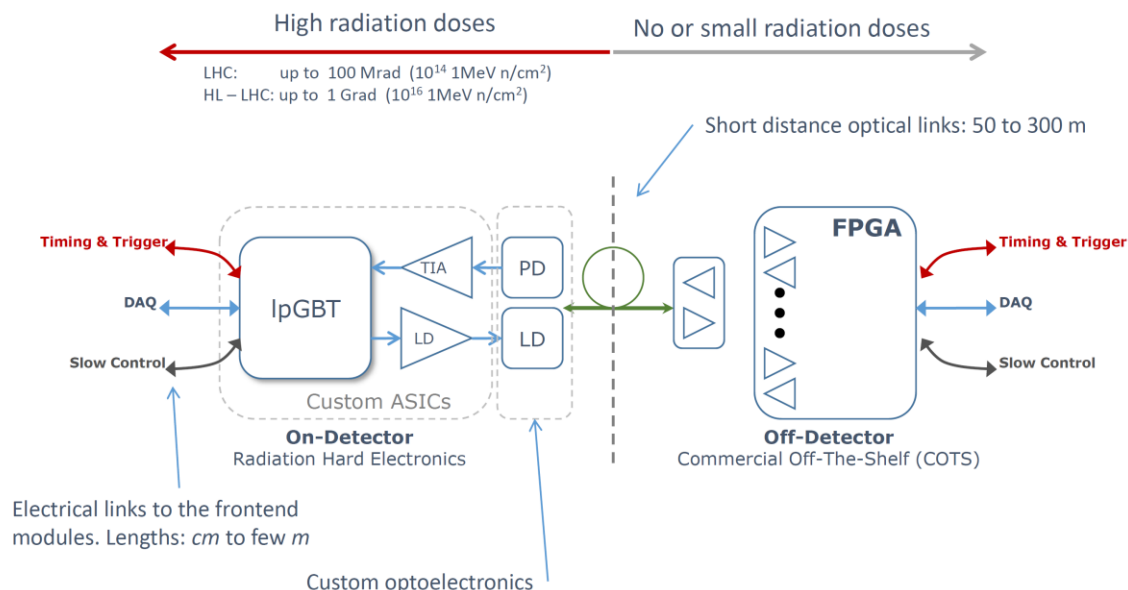 High radiation doses
No or small radiation doses
LHC: up to 100 Mrad (10¹⁴ 1MeV n/cm²)
HL – LHC: up to 1 Grad (10¹⁶ 1MeV n/cm²)
Short distance optical links: 50 to 300 m
Timing & Trigger
DAQ
Slow Control
lpGBT
TIA
LD
PD
LD
Custom ASICs
FPGA
Timing & Trigger
DAQ
Slow Control
On-Detector
Radiation Hard Electronics
Off-Detector
Commercial Off-The-Shelf (COTS)
Electrical links to the frontend
modules. Lengths: cm to few m
Custom optoelectronics